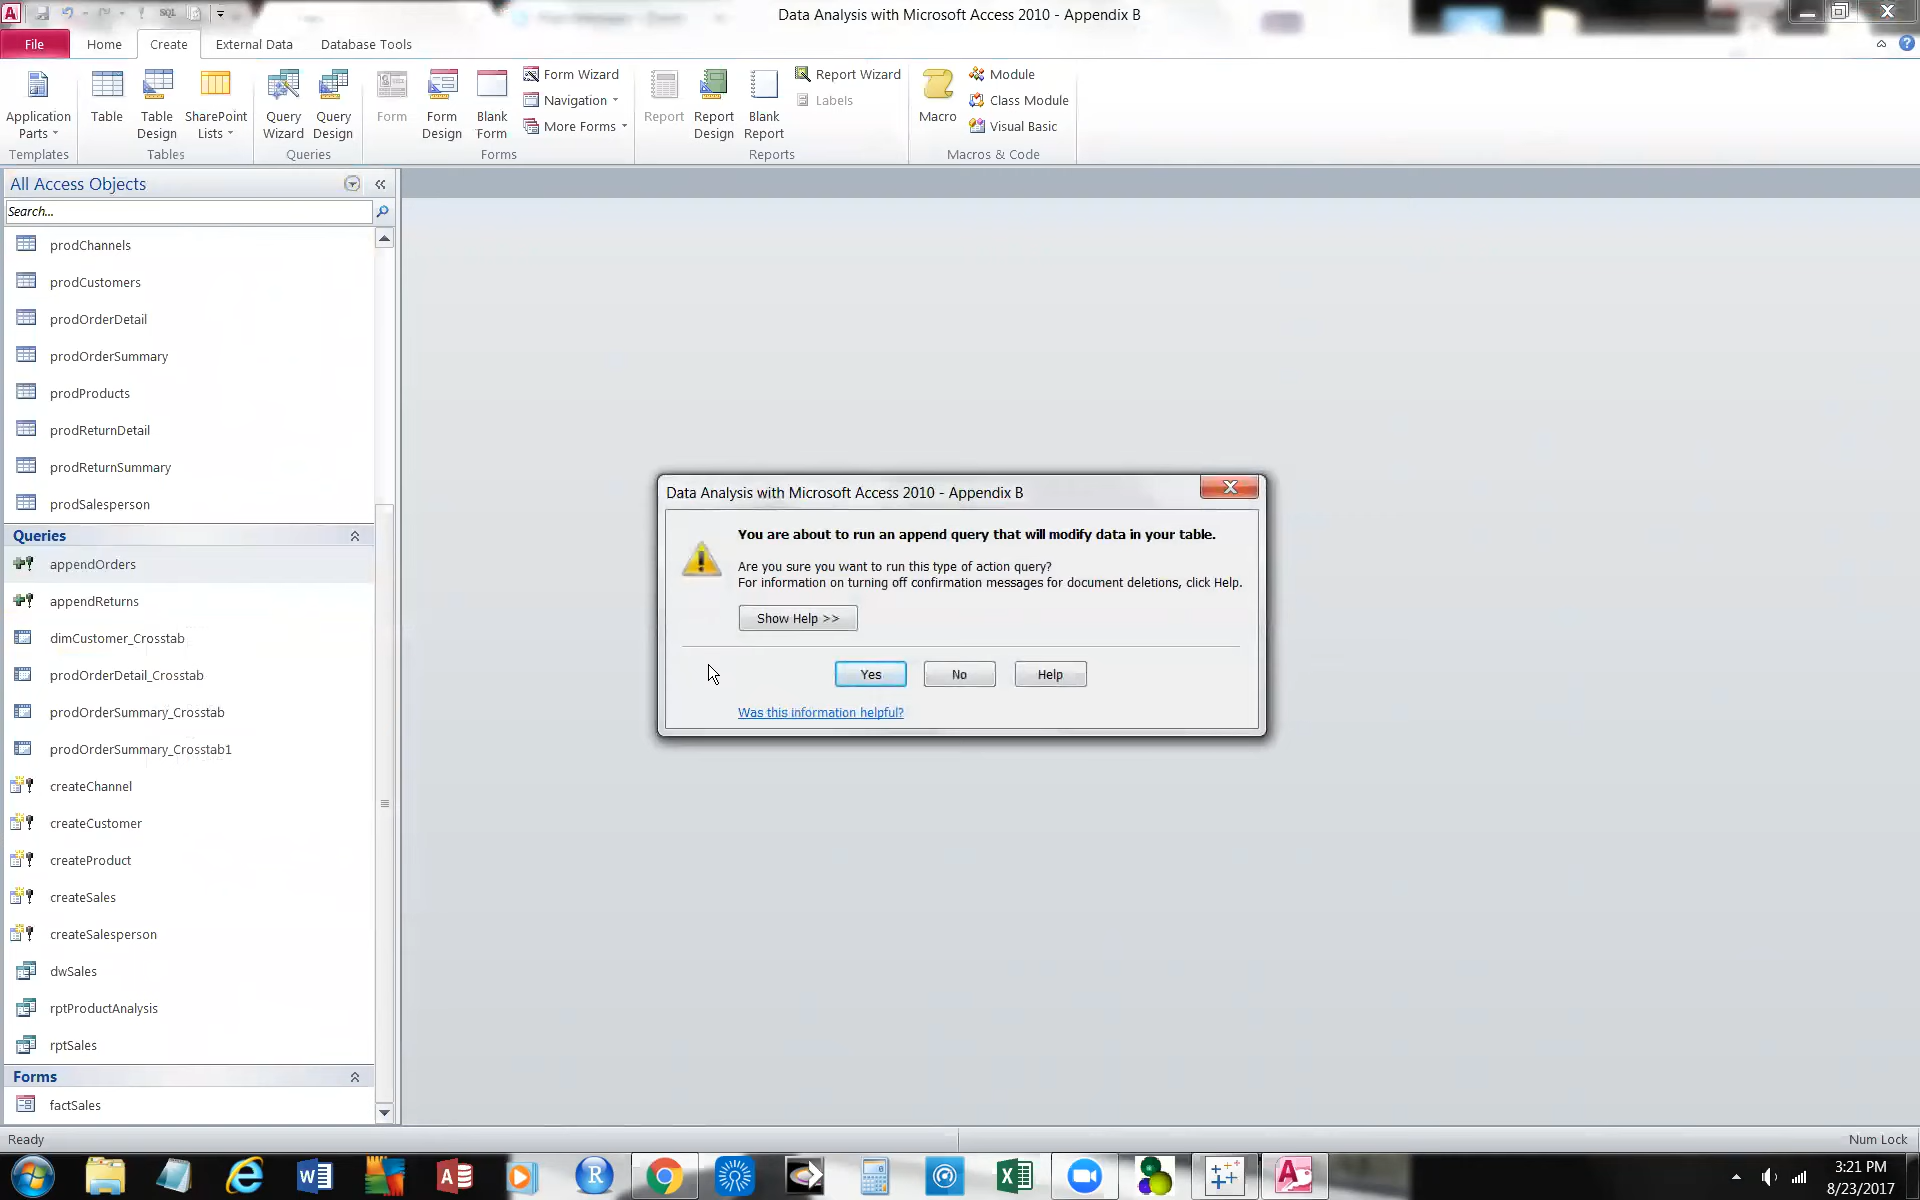 SQL
Data Analysis with Microsoft Access 2010 - Appendix B
File
Home
Create
External Data
Database Tools
Application Parts
Table
Table Design
SharePoint Lists
Query Wizard
Query Design
Form
Form Design
Blank Form
Form Wizard
Navigation
More Forms
Report
Report Design
Blank Report
Report Wizard
Labels
Macro
Module
Class Module
Visual Basic
Templates
Tables
Queries
Forms
Reports
Macros & Code
All Access Objects
Search...
prodChannels
prodCustomers
prodOrderDetail
prodOrderSummary
prodProducts
prodReturnDetail
prodReturnSummary
prodSalesperson
Queries
appendOrders
appendReturns
dimCustomer_Crosstab
prodOrderDetail_Crosstab
prodOrderSummary_Crosstab
prodOrderSummary_Crosstab1
createChannel
createCustomer
createProduct
createSales
createSalesperson
dwSales
rptProductAnalysis
rptSales
Forms
factSales
Data Analysis with Microsoft Access 2010 - Appendix B
You are about to run an append query that will modify data in your table.
Are you sure you want to run this type of action query?
For information on turning off confirmation messages for document deletions, click Help.
Show Help >>
Yes
No
Help
Was this information helpful?
Ready
Num Lock
3:21 PM
8/23/2017